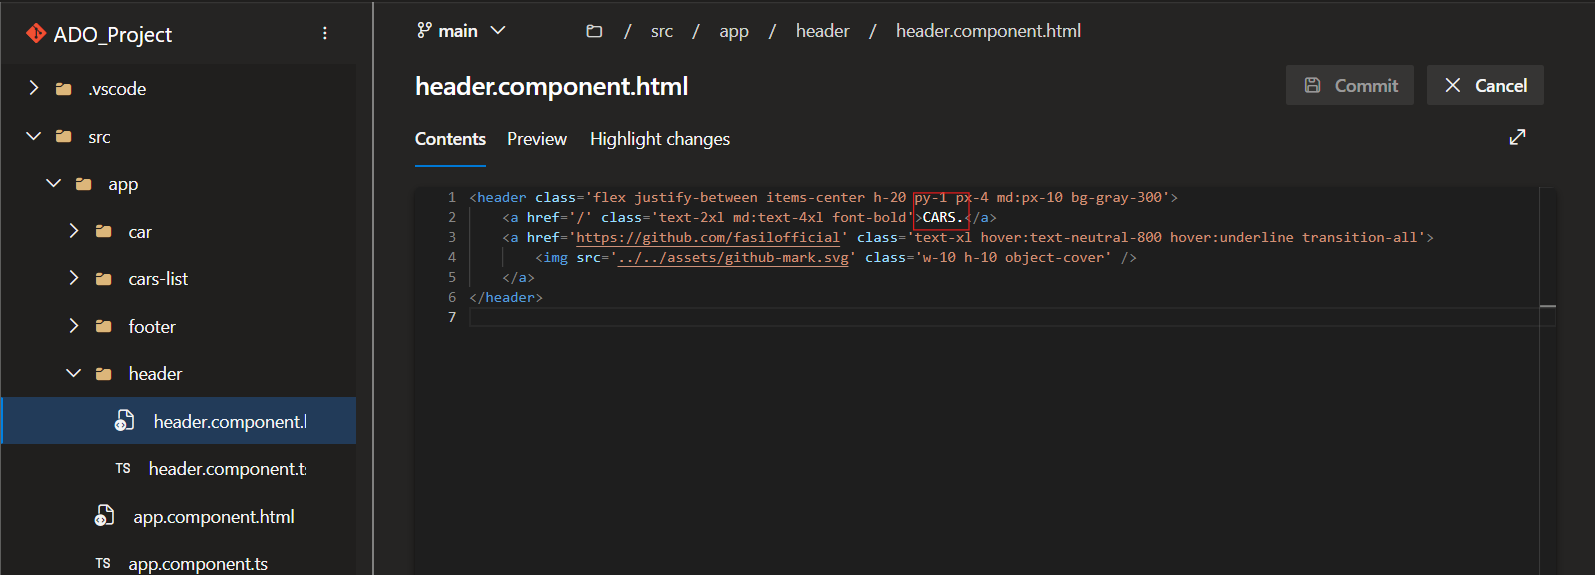 ADO_Project
.vscode
src
app
car
cars-list
footer
header
header.component.h
TS header.component.ts
app.component.html
TS app.component.ts
main
/ src / app / header / header.component.html
header.component.html
Commit
Cancel
Contents Preview Highlight changes
1 <header class='flex justify-between items-center h-20 py-1 px-4 md:px-10 bg-gray-300'>
2 <a href='/' class='text-2xl md:text-4xl font-bold'>CARS.</a>
3 <a href='https://github.com/fasilofficial' class='text-xl hover:text-neutral-800 hover:underline transition-all'>
4 <img src='../../assets/github-mark.svg' class='w-10 h-10 object-cover' />
5 </a>
6 </header>
7